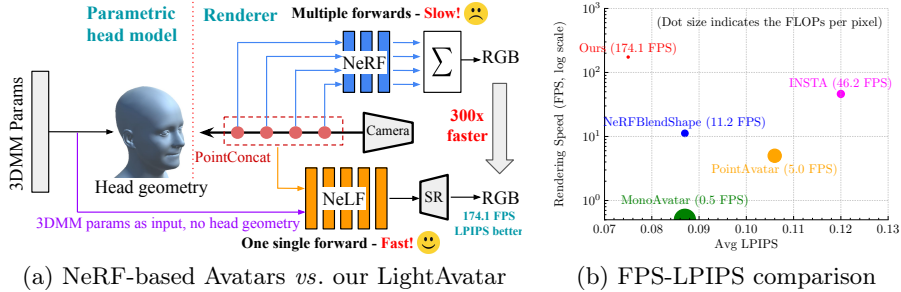 Parametric
head model
Renderer
Multiple forwards - Slow!
NeRF
Σ
RGB
3DMM Params
Head geometry
PointConcat
Camera
300x
faster
NeLF
SR
RGB
174.1 FPS
LPIPS better
3DMM params as input, no head geometry
One single forward - Fast!
(a) NeRF-based Avatars vs. our LightAvatar
Rendering Speed (FPS, log scale)
10³
10²
10¹
10⁰
(Dot size indicates the FLOPs per pixel)
Ours (174.1 FPS)
INSTA (46.2 FPS)
NeRFBlendShape (11.2 FPS)
PointAvatar (5.0 FPS)
MonoAvatar (0.5 FPS)
0.07 0.08 0.09 0.10 0.11 0.12 0.13
Avg LPIPS
(b) FPS-LPIPS comparison